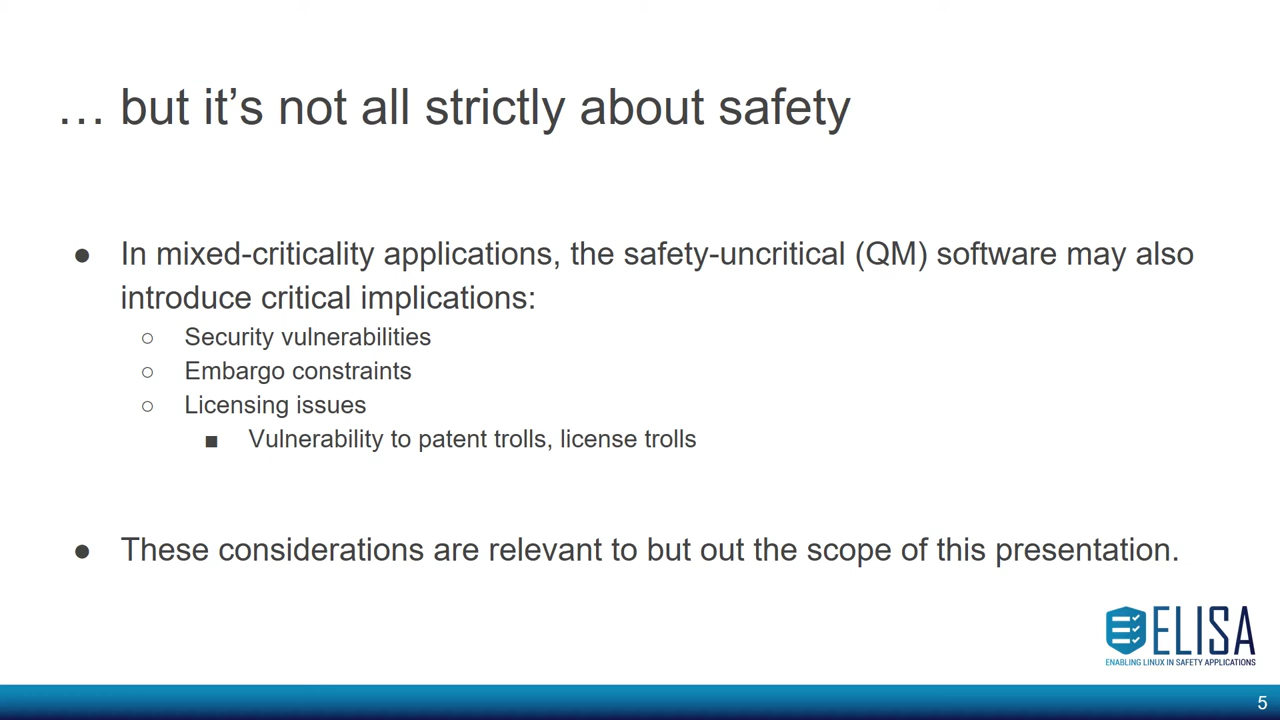 … but it’s not all strictly about safety
● In mixed-criticality applications, the safety-uncritical (QM) software may also
introduce critical implications:
○ Security vulnerabilities
○ Embargo constraints
○ Licensing issues
■ Vulnerability to patent trolls, license trolls
● These considerations are relevant to but out the scope of this presentation.
ELISA
ENABLING LINUX IN SAFETY APPLICATIONS
5